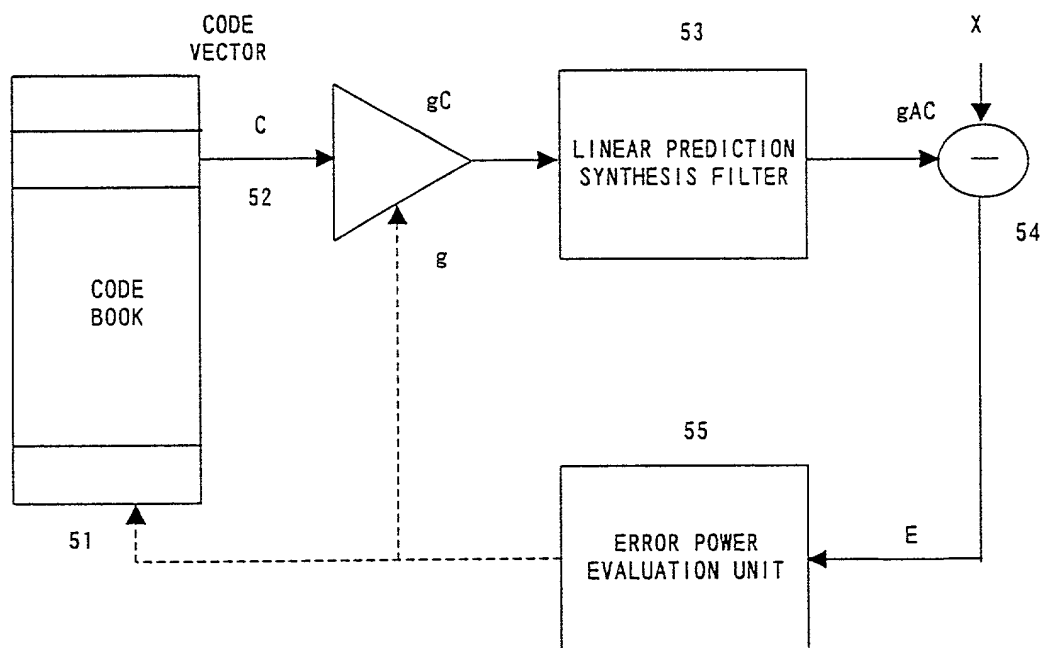 CODE
VECTOR
53
X
gC
gAC
C
LINEAR PREDICTION
SYNTHESIS FILTER
—
52
54
g
CODE
BOOK
55
51
E
ERROR POWER
EVALUATION UNIT